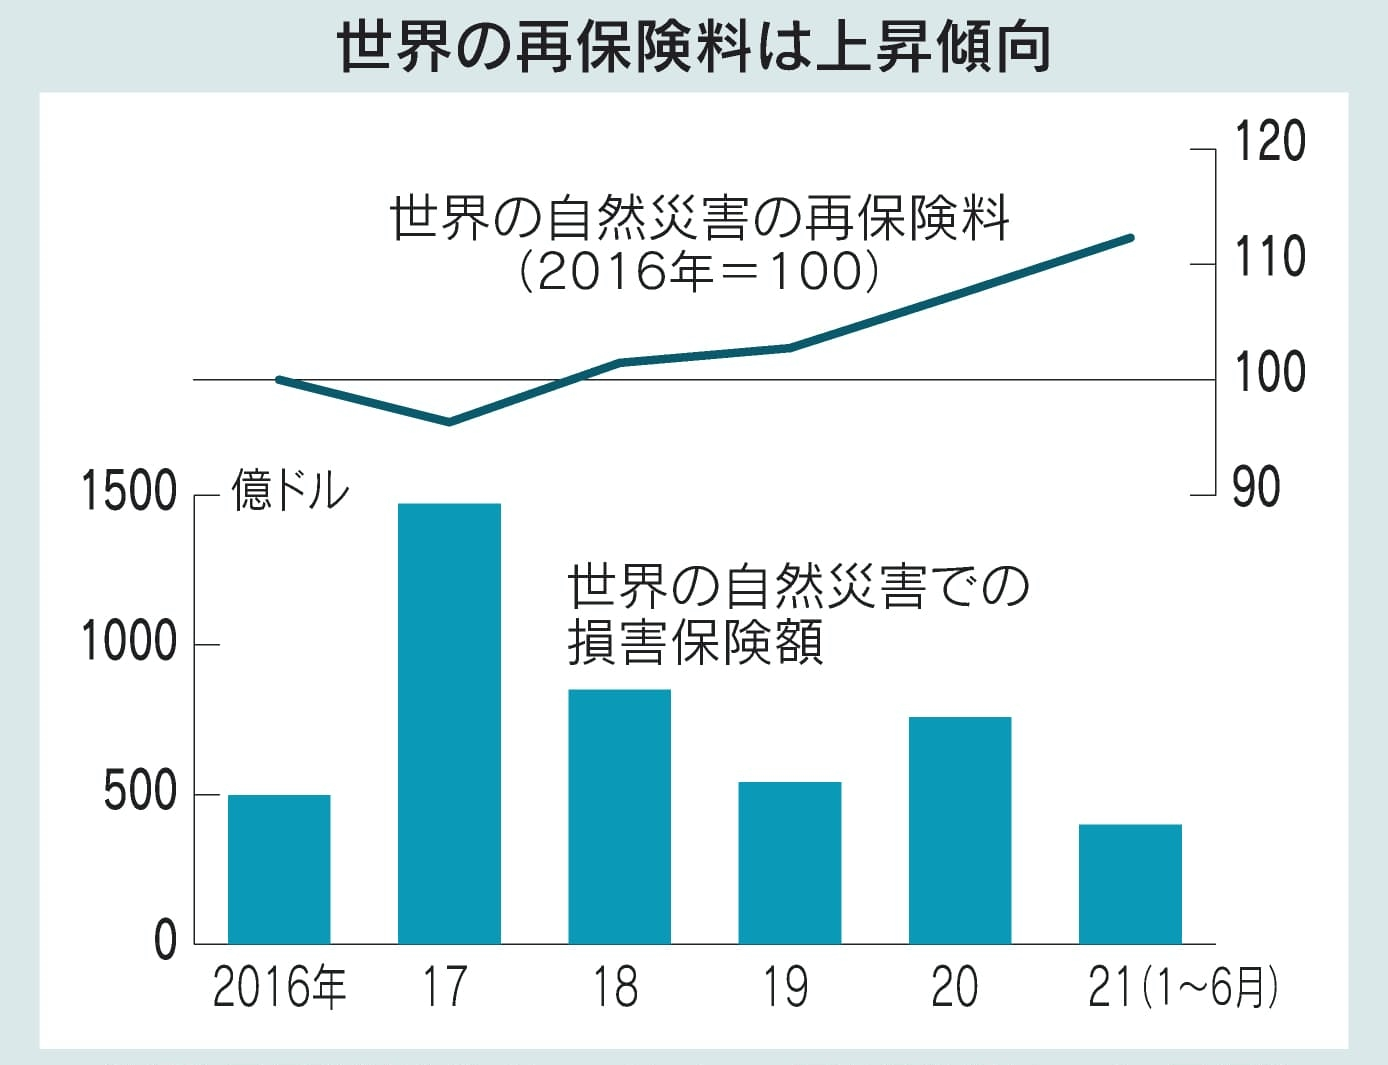 世界の再保険料は上昇傾向
120
世界の自然災害の再保険料
（2016年＝100）
110
100
90
1500 億ドル
世界の自然災害での
損害保険額
1000
500
0
2016年 17 18 19 20 21（1〜6月）